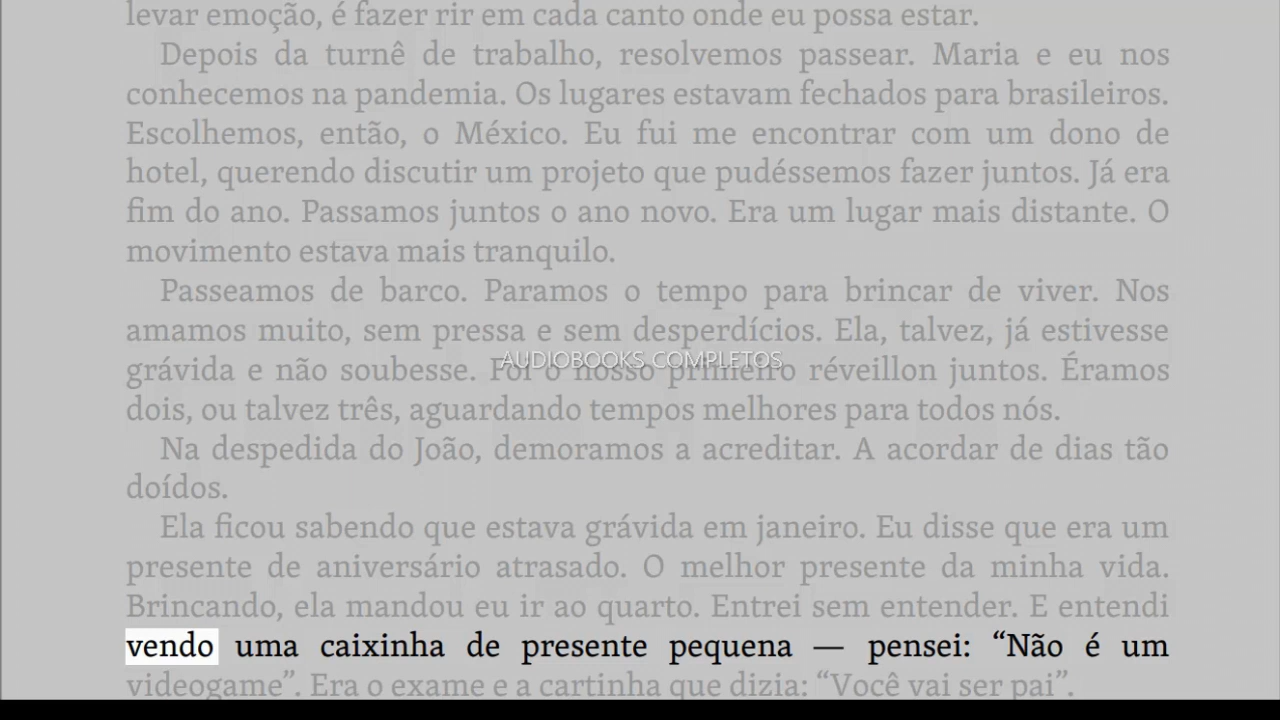 levar emoção, é fazer rir em cada canto onde eu possa estar.
Depois da turnê de trabalho, resolvemos passear. Maria e eu nos
conhecemos na pandemia. Os lugares estavam fechados para brasileiros.
Escolhemos, então, o México. Eu fui me encontrar com um dono de
hotel, querendo discutir um projeto que pudéssemos fazer juntos. Já era
fim do ano. Passamos juntos o ano novo. Era um lugar mais distante. O
movimento estava mais tranquilo.
Passeamos de barco. Paramos o tempo para brincar de viver. Nos
amamos muito, sem pressa e sem desperdícios. Ela, talvez, já estivesse
AUDIOBOOKS COMPLETOS
grávida e não soubesse. Foi o nosso primeiro réveillon juntos. Éramos
dois, ou talvez três, aguardando tempos melhores para todos nós.
Na despedida do João, demoramos a acreditar. A acordar de dias tão
doídos.
Ela ficou sabendo que estava grávida em janeiro. Eu disse que era um
presente de aniversário atrasado. O melhor presente da minha vida.
Brincando, ela mandou eu ir ao quarto. Entrei sem entender. E entendi
vendo uma caixinha de presente pequena — pensei: “Não é um
videogame”. Era o exame e a cartinha que dizia: “Você vai ser pai”.